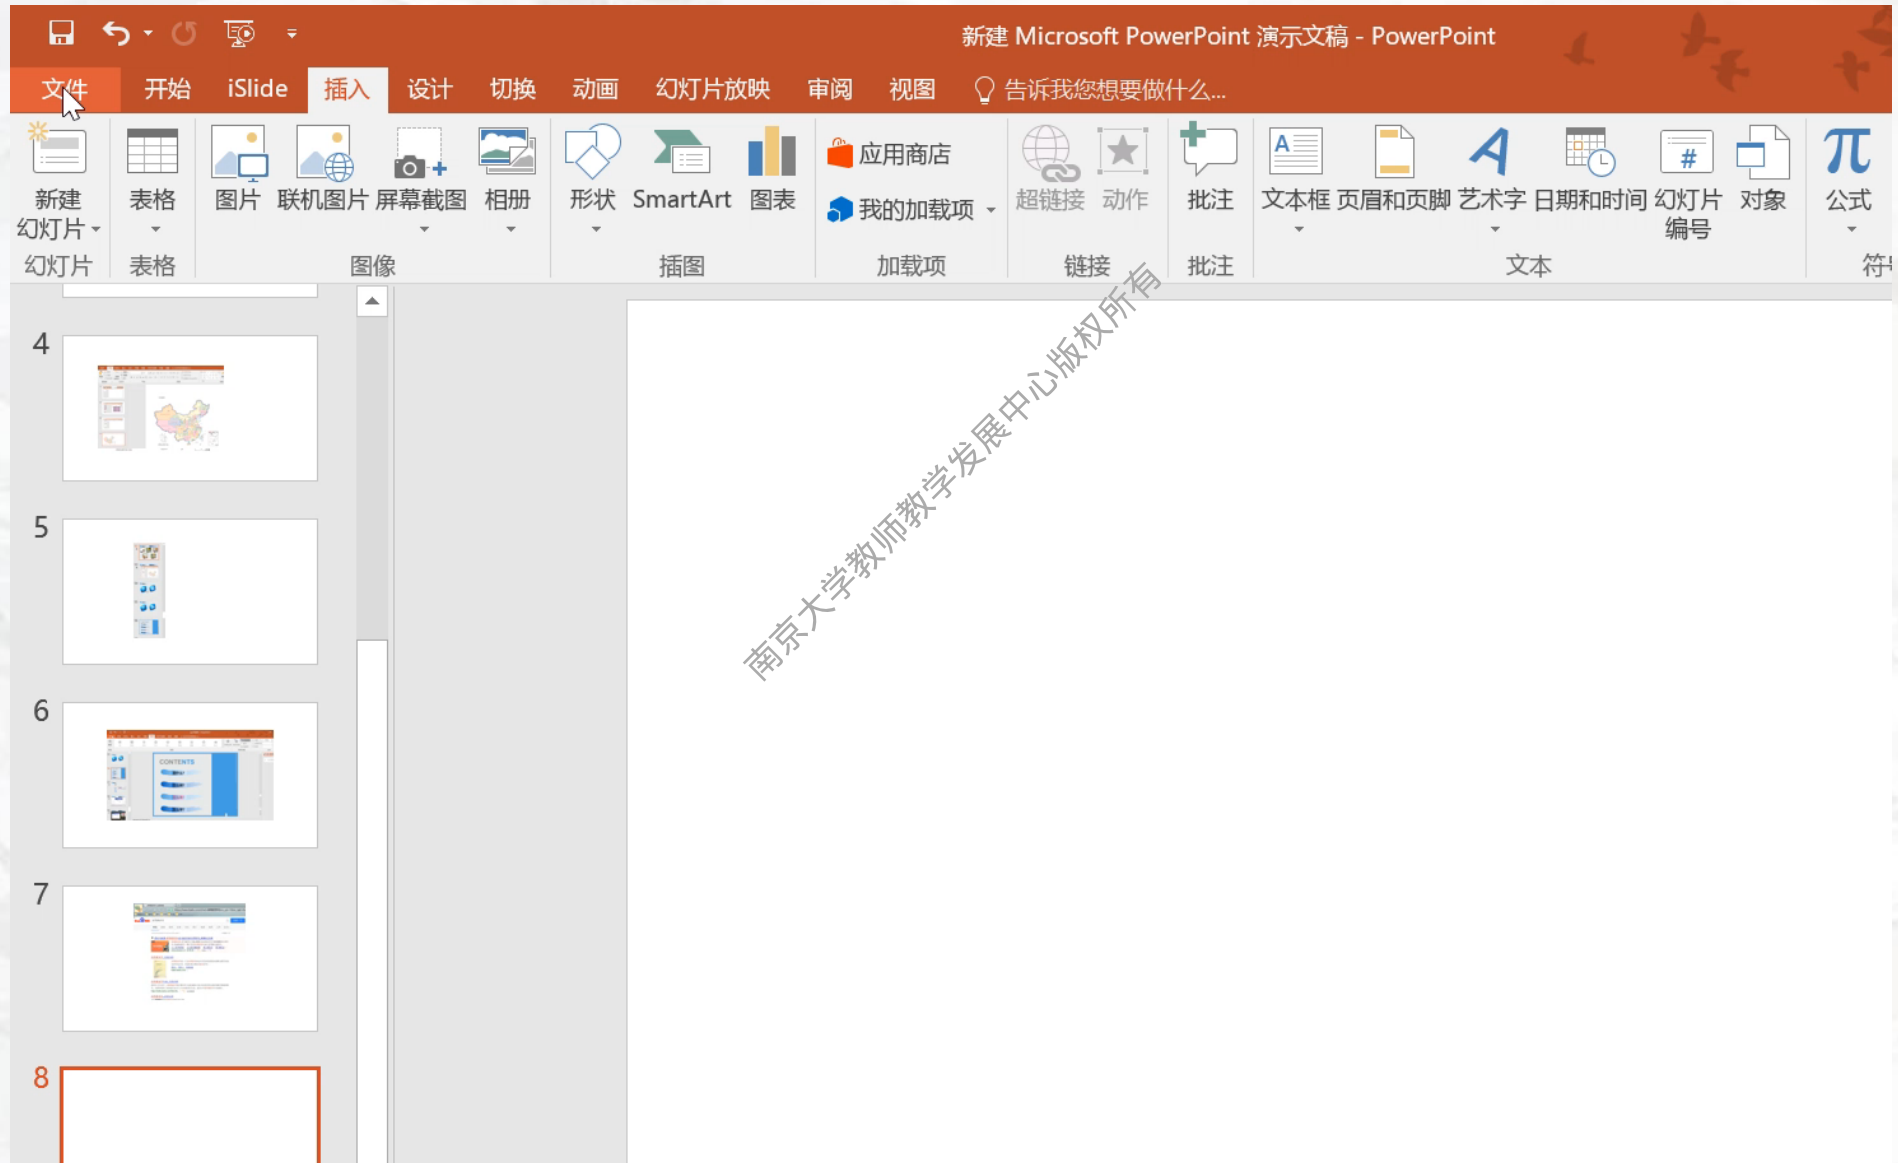 新建 Microsoft PowerPoint 演示文稿 - PowerPoint
文件 开始 iSlide 插入 设计 切换 动画 幻灯片放映 审阅 视图 告诉我您想要做什么...
新建
幻灯片
表格
图片
联机图片
屏幕截图
相册
形状
SmartArt
图表
应用商店
我的加载项
超链接
动作
批注
文本框
页眉和页脚
艺术字
日期和时间
幻灯片
编号
对象
公式
幻灯片 表格 图像 插图 加载项 链接 批注 文本
南京大学教师教学发展中心版权所有
4
5
6
CONTENTS
7
8